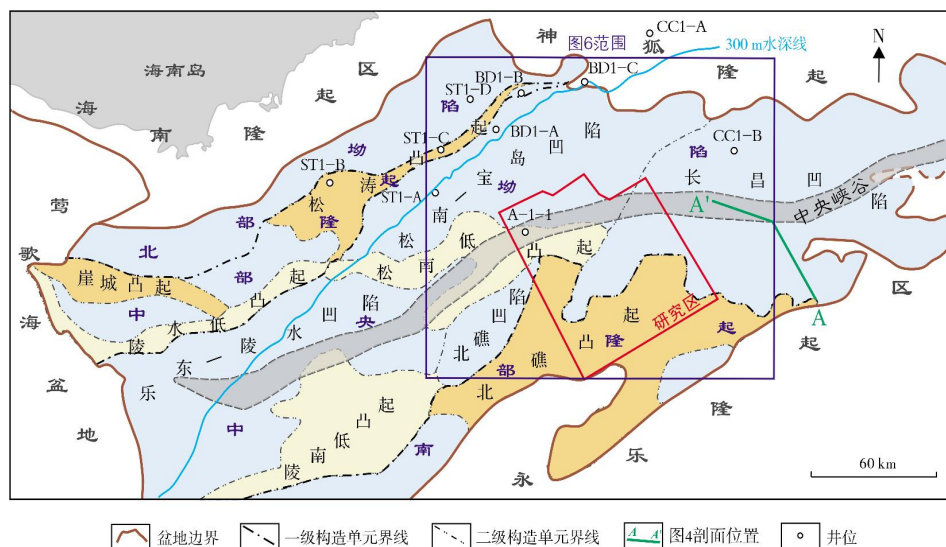 CC1-A
神狐隆起
图6范围
300 m水深线
N
海南岛
海南隆起区
BD1-B
BD1-C
ST1-D
BD1-A
ST1-C
CC1-B
ST1-B
ST1-A
北部坳陷
松涛凸起
中部隆起
松南—宝岛凹陷
长昌凹陷
A'
中央峡谷
A-1-1
莺歌海盆地
崖城凸起
陵水低凸起
松南低凸起
中央坳陷
乐东—陵水凹陷
北礁凹陷
研究区
A
北礁凸起
南部隆起
陵南低凸起
永乐隆起区
60 km
盆地边界
一级构造单元界线
二级构造单元界线
A A'
图4剖面位置
井位